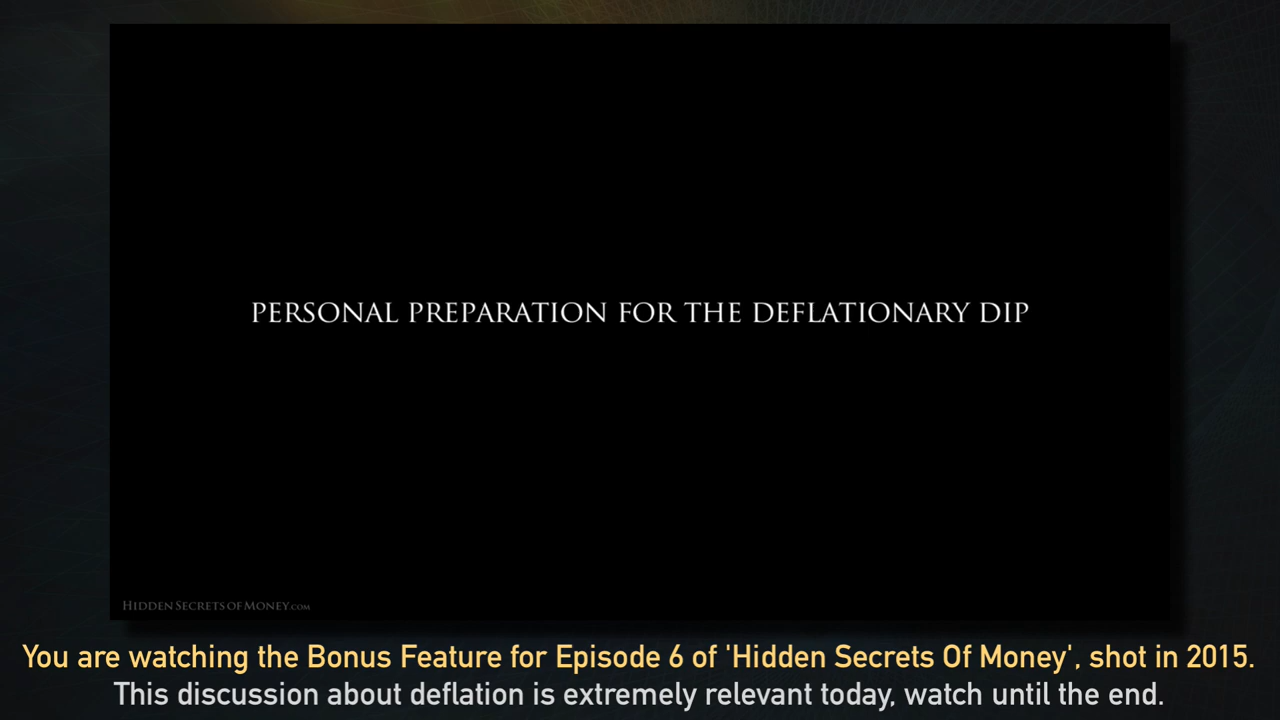 PERSONAL PREPARATION FOR THE DEFLATIONARY DIP
HIDDEN SECRETS OF MONEY.COM
You are watching the Bonus Feature for Episode 6 of 'Hidden Secrets Of Money', shot in 2015.
This discussion about deflation is extremely relevant today, watch until the end.